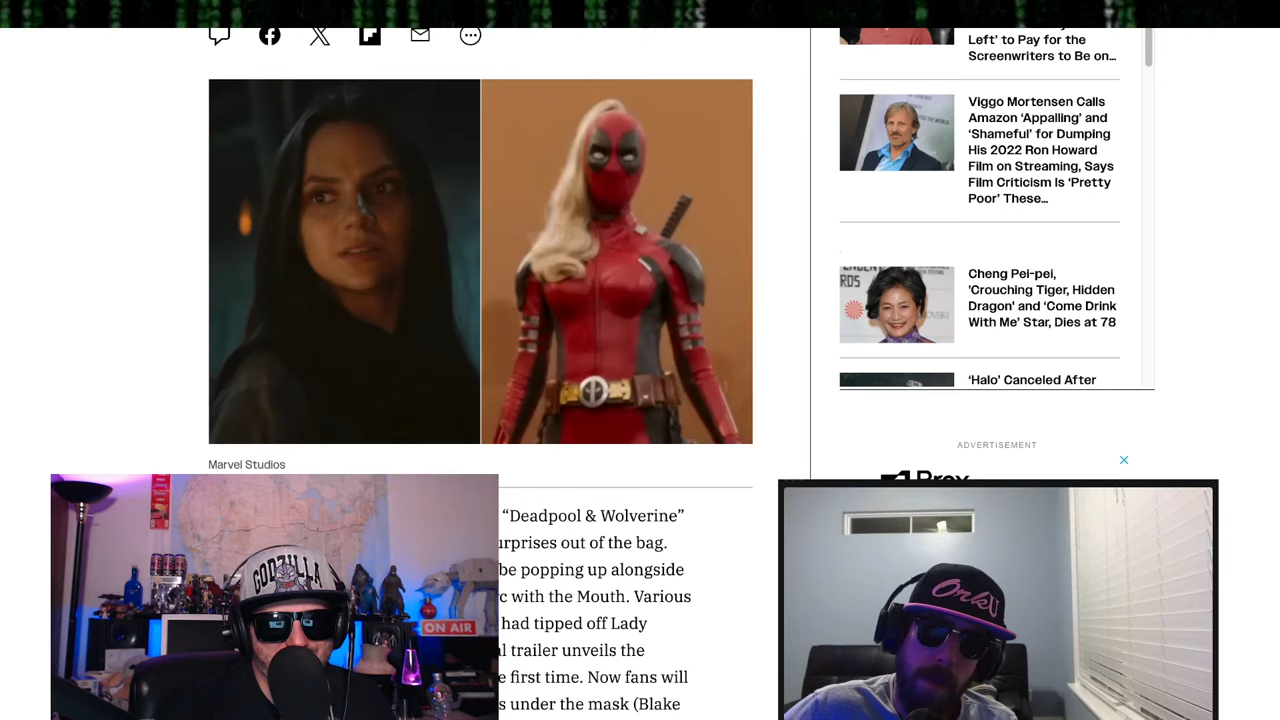 Left’ to Pay for the
Screenwriters to Be on...
Viggo Mortensen Calls
Amazon ‘Appalling’ and
‘Shameful’ for Dumping
His 2022 Ron Howard
Film on Streaming, Says
Film Criticism Is ‘Pretty
Poor’ These...
Cheng Pei-pei,
'Crouching Tiger, Hidden
Dragon' and ‘Come Drink
With Me’ Star, Dies at 78
‘Halo’ Canceled After
ADVERTISEMENT
Marvel Studios
“Deadpool & Wolverine”
urprises out of the bag.
be popping up alongside
c with the Mouth. Various
had tipped off Lady
l trailer unveils the
e first time. Now fans will
s under the mask (Blake
GODZILLA
ON AIR
OrkU